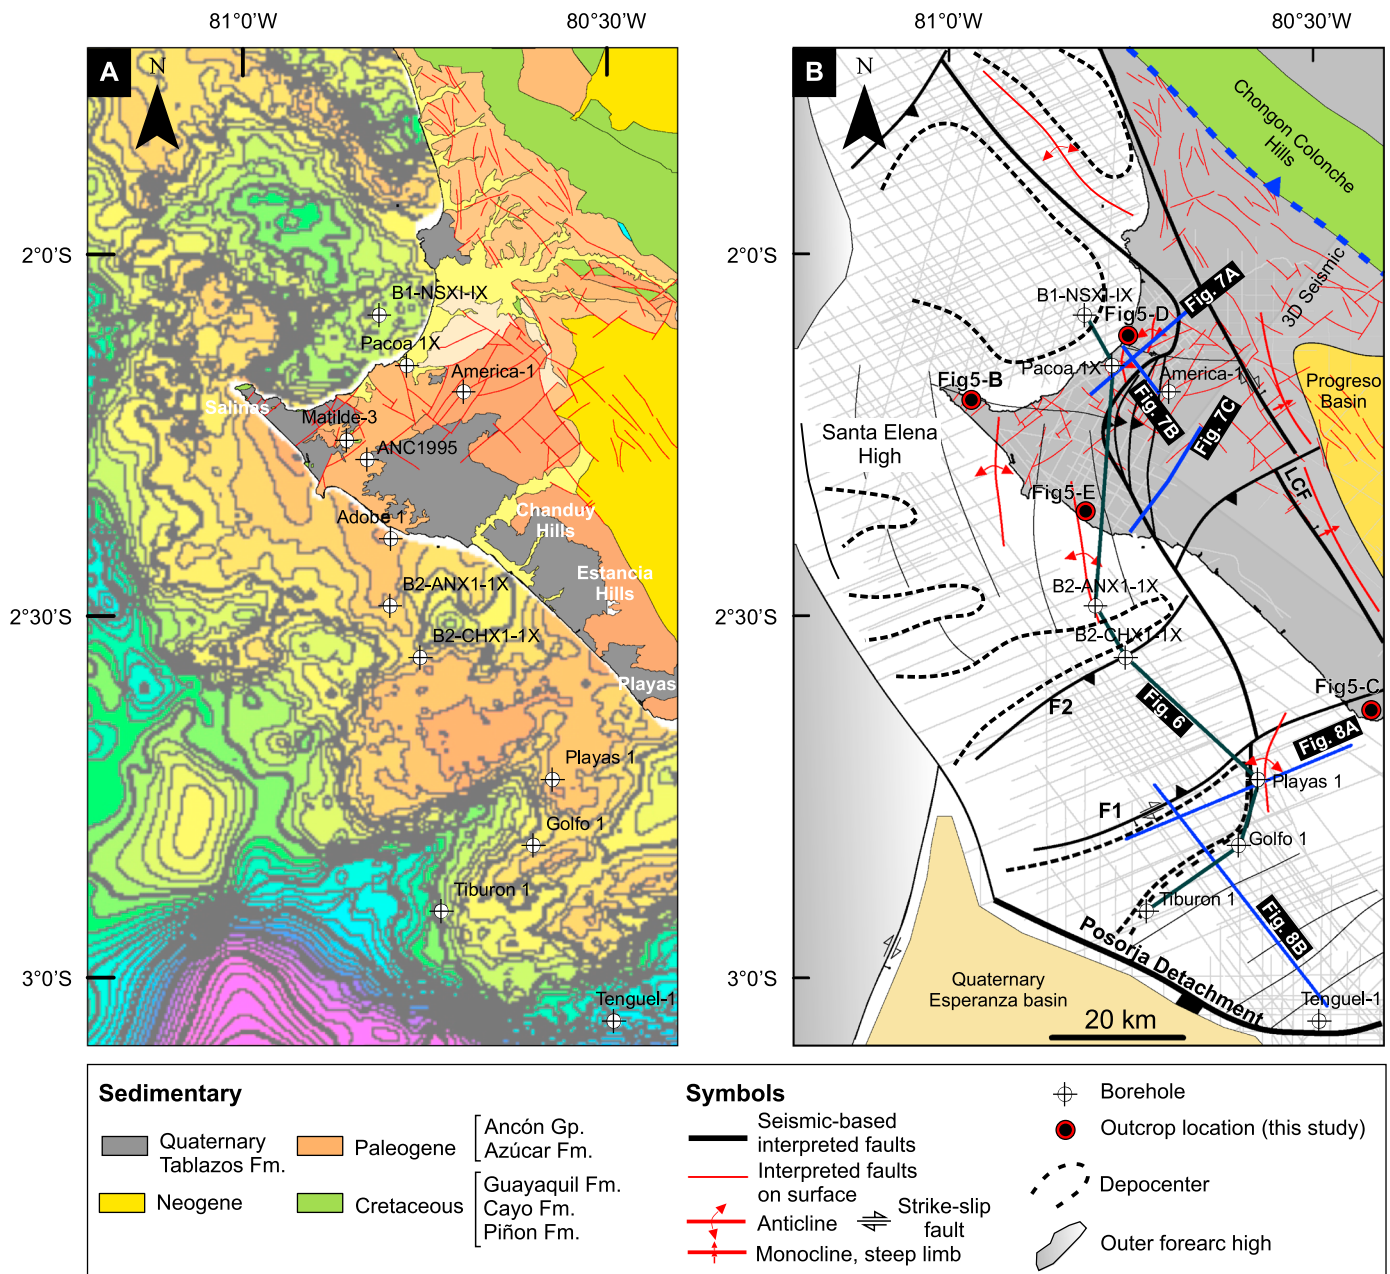 81°0’W
80°30’W
81°0’W
80°30’W
A
N
B1-NSXI-IX
Pacoa 1X
America-1
Salinas
Matilde-3
ANC1995
Adobe 1
Chanduy
Hills
Estancia
Hills
B2-ANX1-1X
B2-CHX1-1X
Playas
Playas 1
Golfo 1
Tiburon 1
Tenguel-1
2°0’S
2°30’S
3°0’S
B
N
Chongon Colonche
Hills
3D Seismic
B1-NSXI-IX
Fig. 7A
Fig5-D
Pacoa 1X
America-1
Fig5-B
Fig. 7B
Fig. 7C
Progreso
Basin
Santa Elena
High
LCF
Fig5-E
B2-ANX1-1X
B2-CHX1-1X
F2
Fig. 6
Fig5-C
Fig. 8A
Playas 1
F1
Golfo 1
Tiburon 1
Fig. 8B
Posorja Detachment
Quaternary
Esperanza basin
Tenguel-1
20 km
2°0’S
2°30’S
3°0’S
Sedimentary
Quaternary
Tablazos Fm.
Neogene
Paleogene
Ancón Gp.
Azúcar Fm.
Cretaceous
Guayaquil Fm.
Cayo Fm.
Piñon Fm.
Symbols
Seismic-based
interpreted faults
Interpreted faults
on surface
Anticline
Strike-slip
fault
Monocline, steep limb
Borehole
Outcrop location (this study)
Depocenter
Outer forearc high